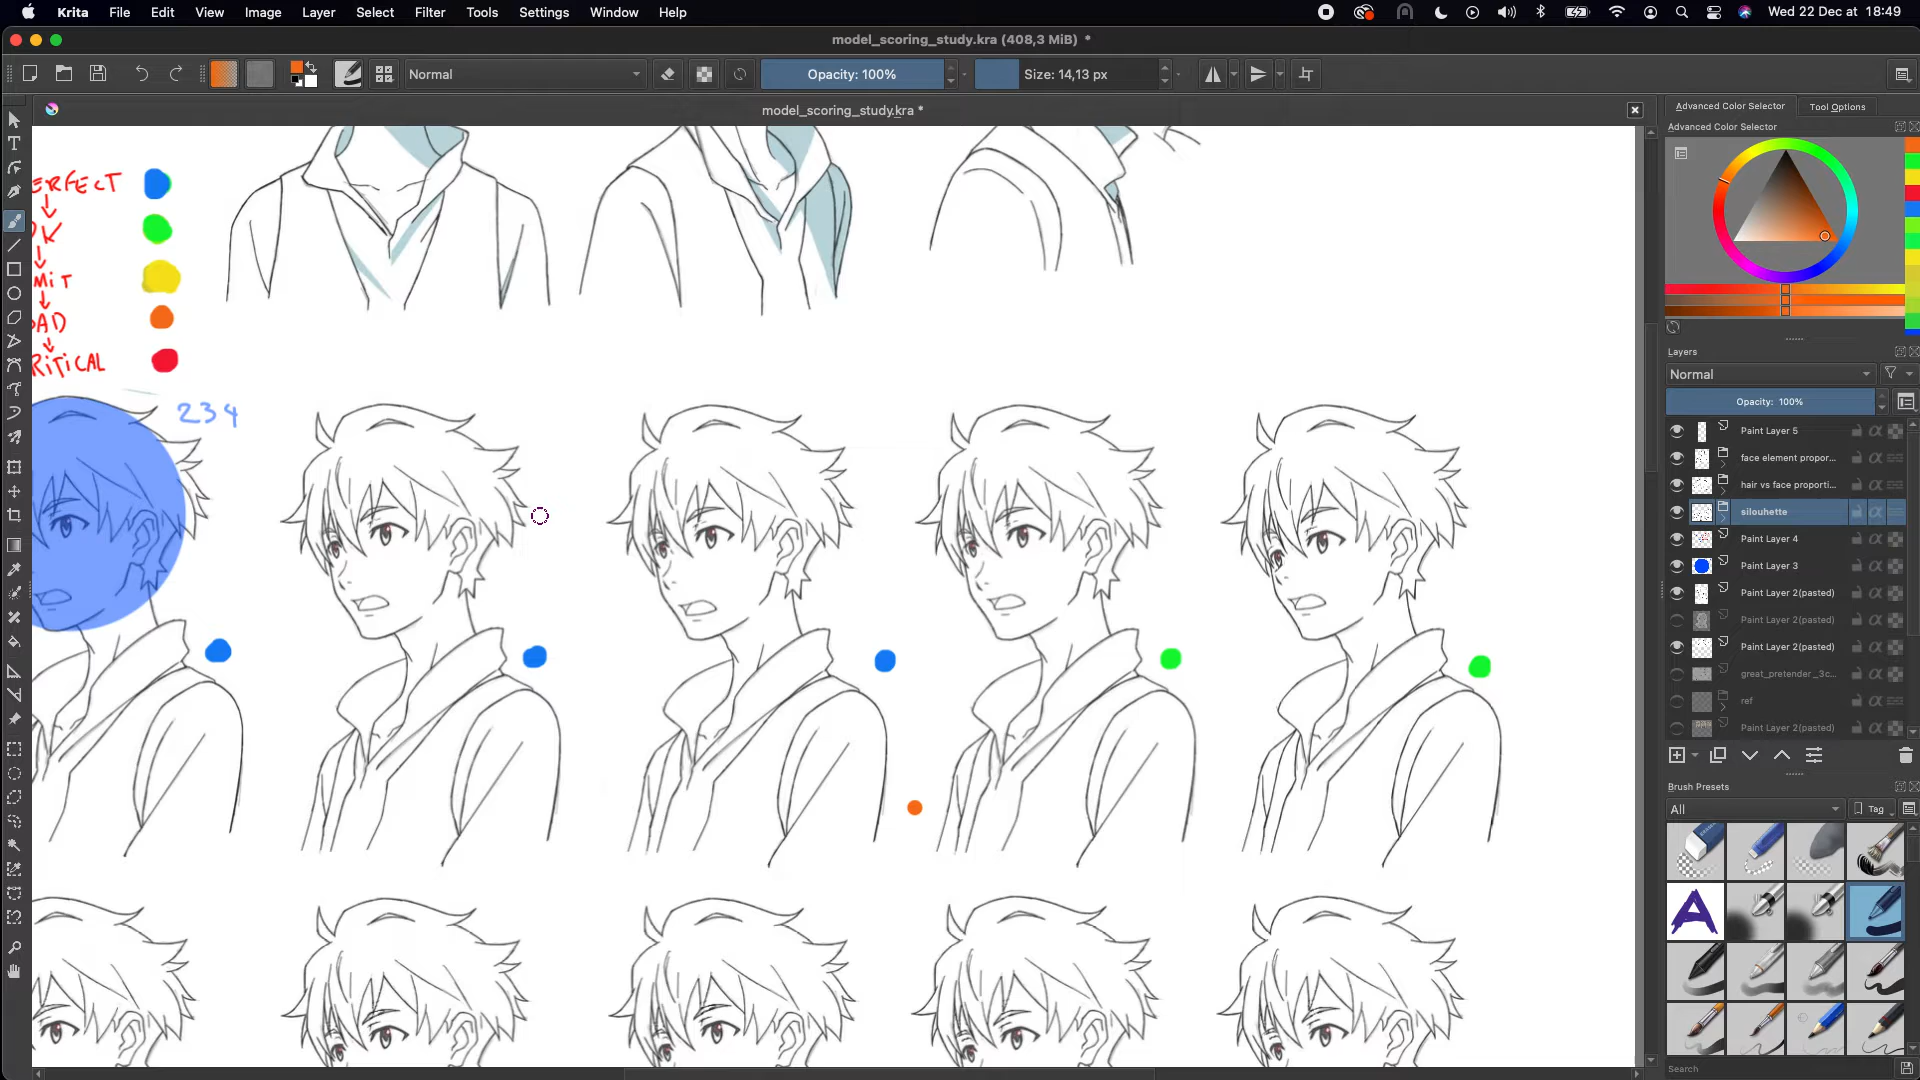 Krita File Edit View Image Layer Select Filter Tools Settings Window Help Wed 22 Dec at 18:49
model_scoring_study.kra (408,3 MiB) *
Normal Opacity: 100% Size: 14,13 px
model_scoring_study.kra *
Advanced Color Selector Tool Options
Advanced Color Selector
ERFECT
K
MiT
AD
RiTiCAL
234
Layers
Normal
Opacity: 100%
Paint Layer 5
face element propor...
hair vs face proporti...
silouhette
Paint Layer 4
Paint Layer 3
Paint Layer 2(pasted)
Paint Layer 2(pasted)
Paint Layer 2(pasted)
great_pretender_3c...
ref
Paint Layer 2(pasted)
Brush Presets
All Tag
A
Search